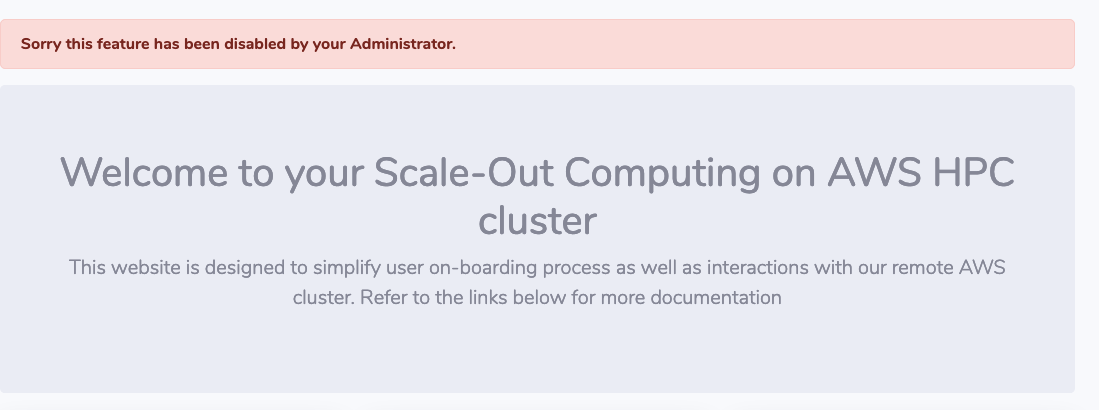 Sorry this feature has been disabled by your Administrator.
Welcome to your Scale-Out Computing on AWS HPC
cluster
This website is designed to simplify user on-boarding process as well as interactions with our remote AWS
cluster. Refer to the links below for more documentation